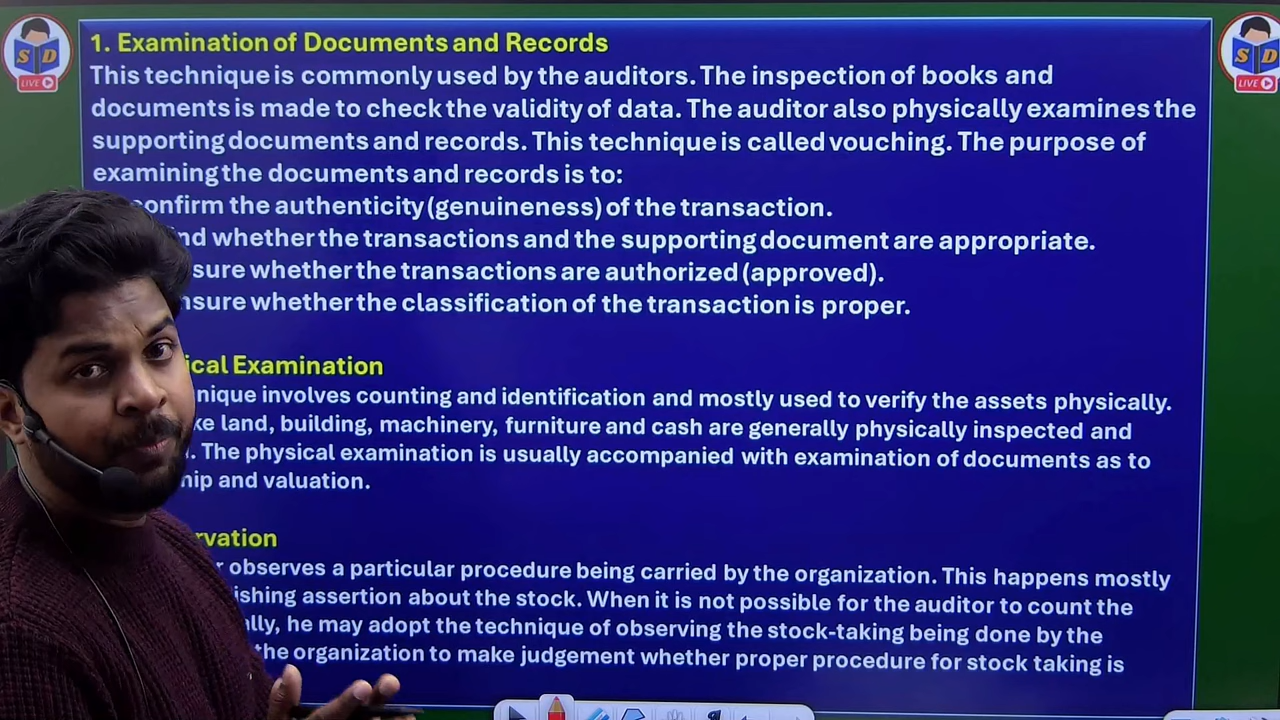 1. Examination of Documents and Records
This technique is commonly used by the auditors. The inspection of books and
documents is made to check the validity of data. The auditor also physically examines the
supporting documents and records. This technique is called vouching. The purpose of
examining the documents and records is to:
the authenticity (genuineness) of the transaction.
whether the transactions and the supporting document are appropriate.
whether the transactions are authorized (approved).
whether the classification of the transaction is proper.
Examination
involves counting and identification and mostly used to verify the assets physically.
land, building, machinery, furniture and cash are generally physically inspected and
The physical examination is usually accompanied with examination of documents as to
and valuation.
observes a particular procedure being carried by the organization. This happens mostly
assertion about the stock. When it is not possible for the auditor to count the
he may adopt the technique of observing the stock-taking being done by the
the organization to make judgement whether proper procedure for stock taking is
S D
LIVE
S D
LIVE